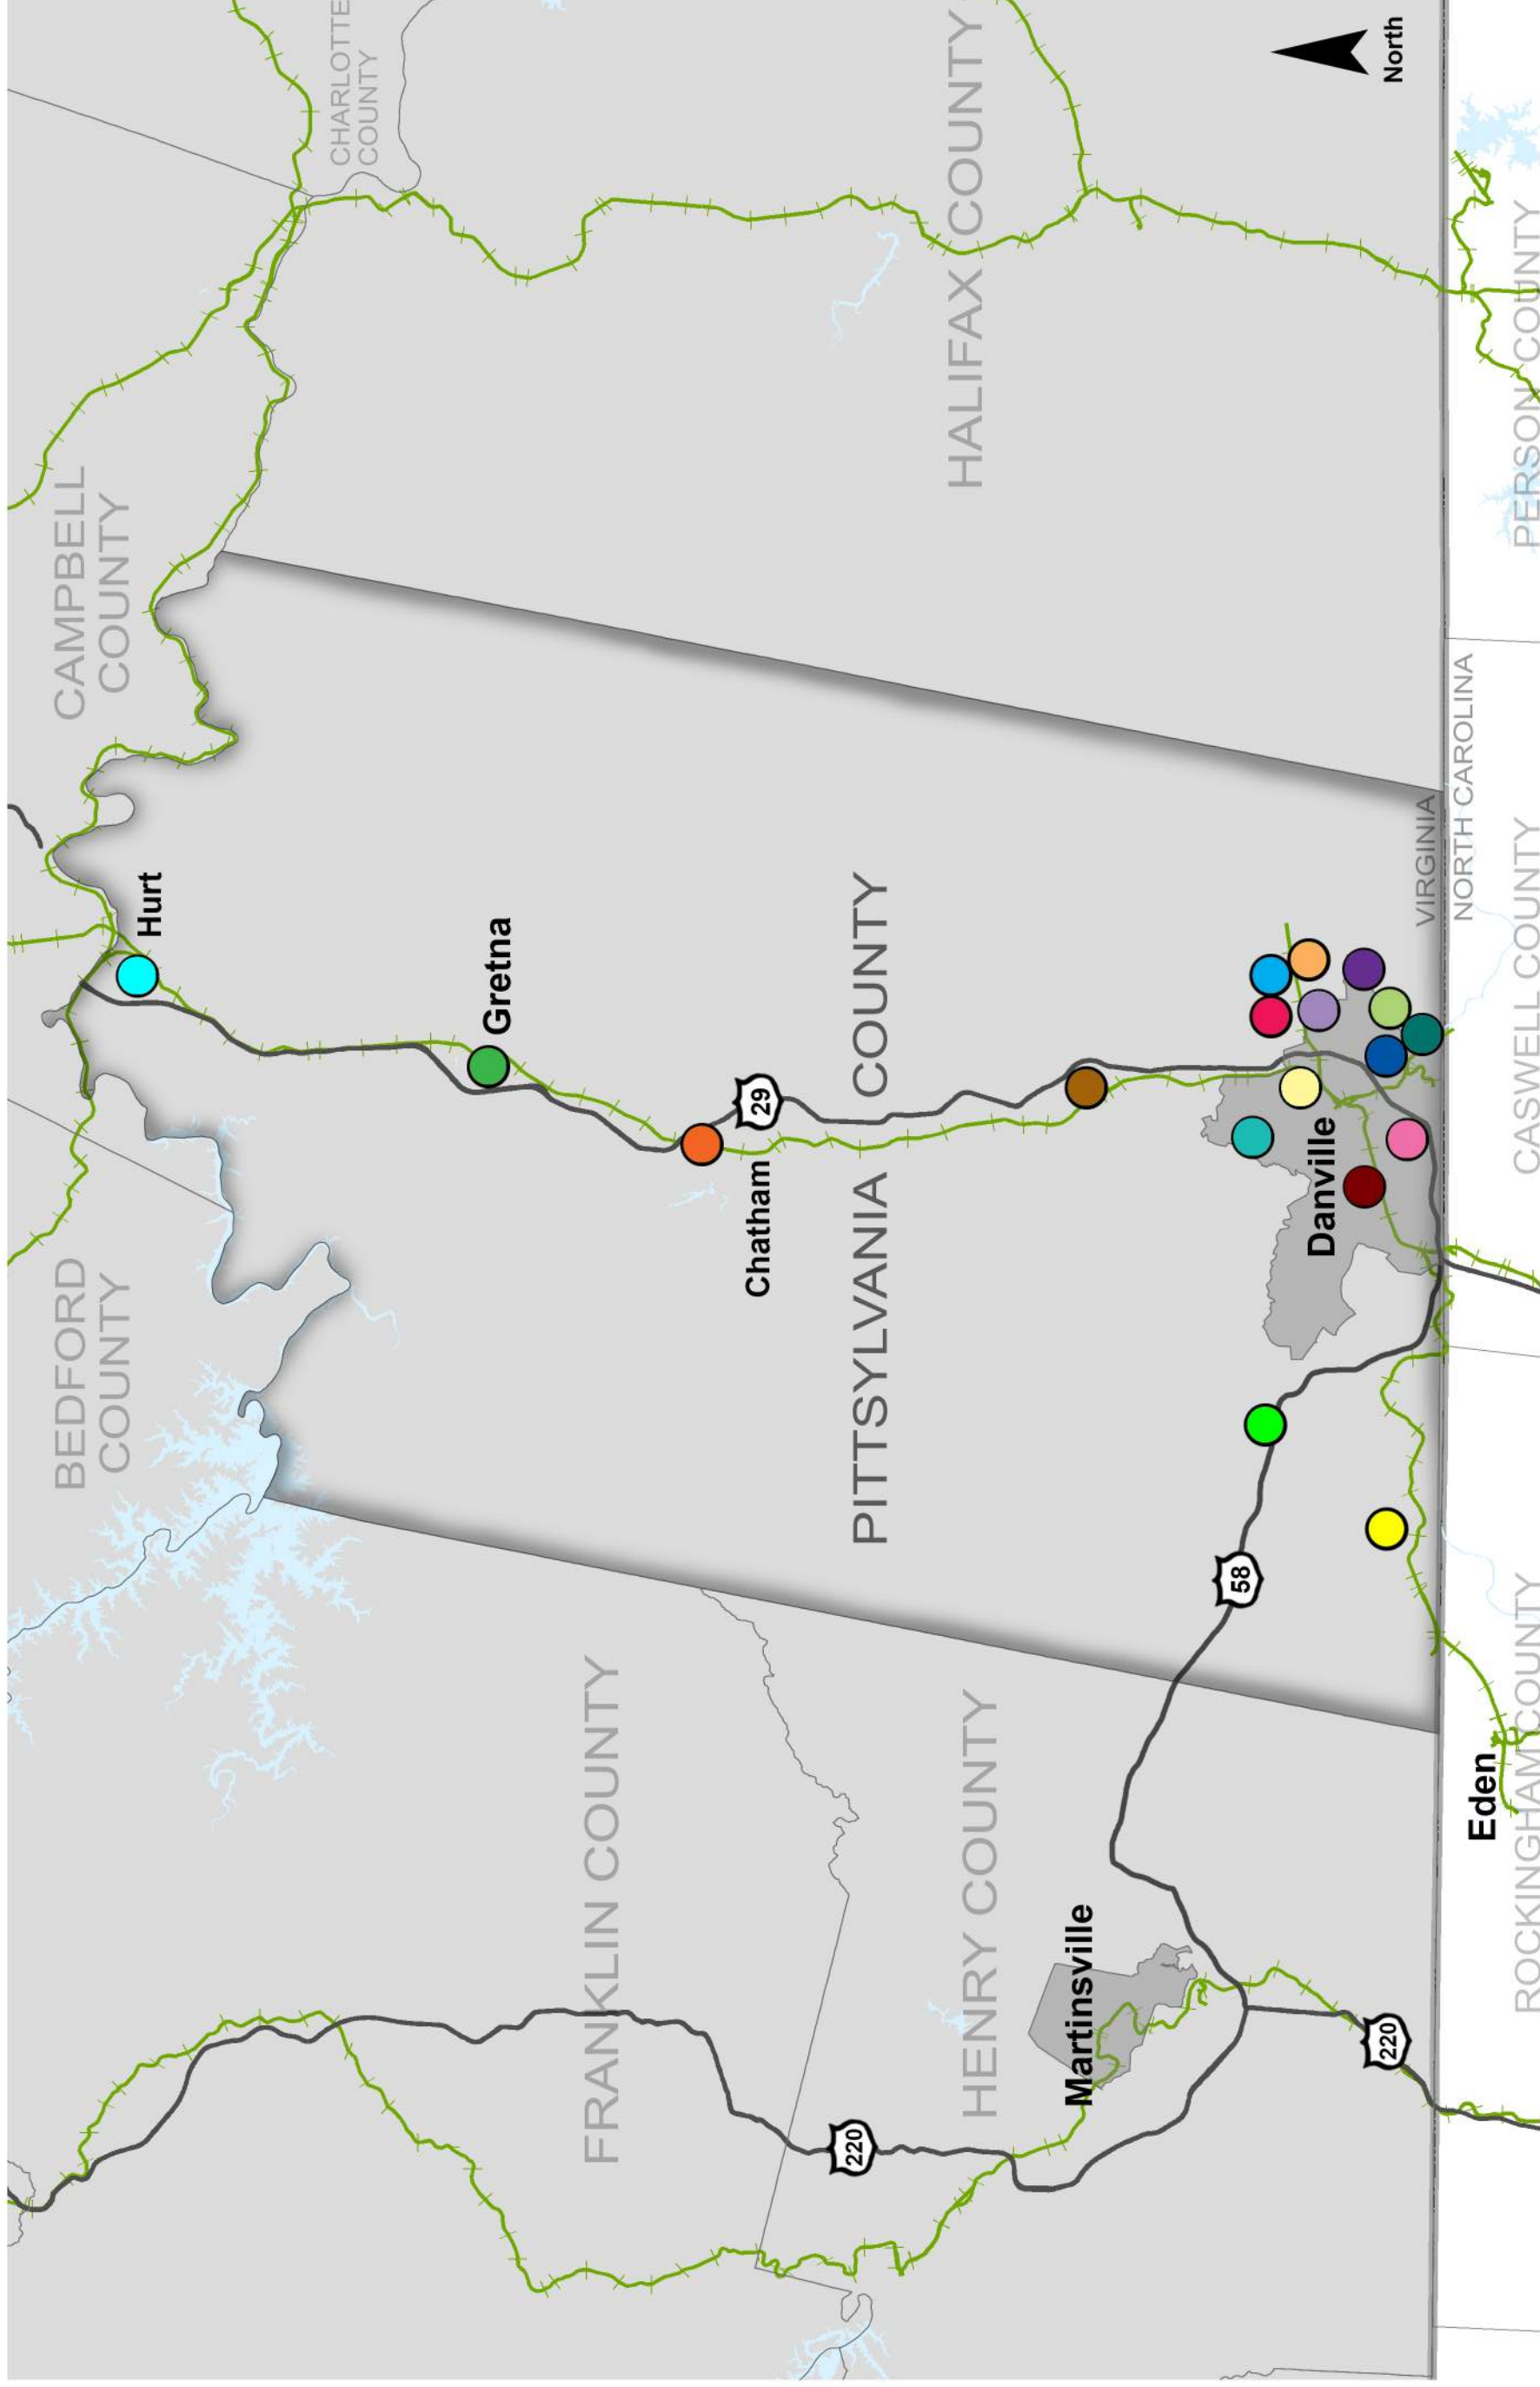 BEDFORD
COUNTY
CAMPBELL
COUNTY
CHARLOTTE
COUNTY
Hurt
Gretna
FRANKLIN COUNTY
Chatham
29
220
PITTSYLVANIA COUNTY
HENRY COUNTY
HALIFAX COUNTY
Martinsville
58
Danville
220
North
VIRGINIA
NORTH CAROLINA
Eden
ROCKINGHAM COUNTY
CASWELL COUNTY
PERSON COUNTY